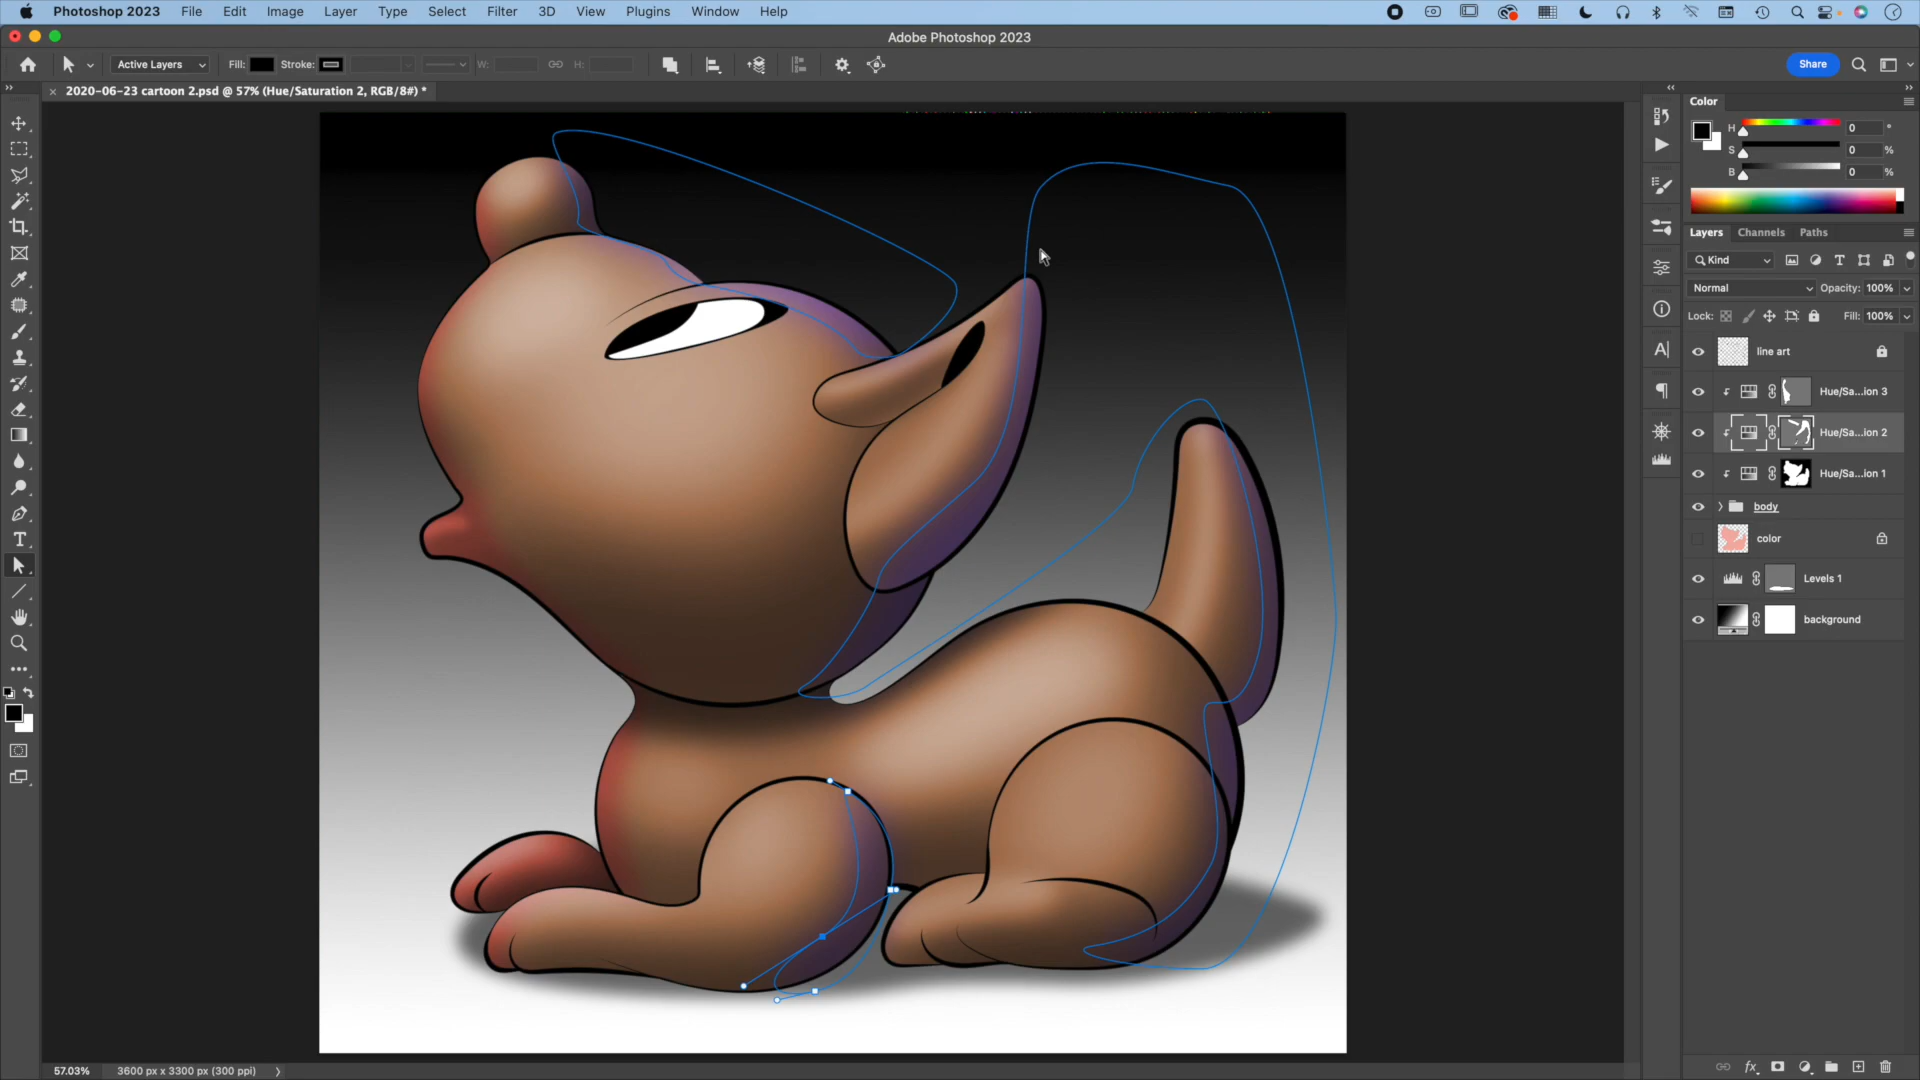 Photoshop 2023 File Edit Image Layer Type Select Filter 3D View Plugins Window Help
Adobe Photoshop 2023
Active Layers Fill: Stroke: W: H: Share
2020-06-23 cartoon 2.psd @ 57% (Hue/Saturation 2, RGB/8#) *
Color
H 0 °
S 0 %
B 0 %
Layers Channels Paths
Kind
Normal Opacity: 100%
Lock: Fill: 100%
line art
Hue/Sa...ion 3
Hue/Sa...ion 2
Hue/Sa...ion 1
body
color
Levels 1
background
57.03% 3600 px x 3300 px (300 ppi)